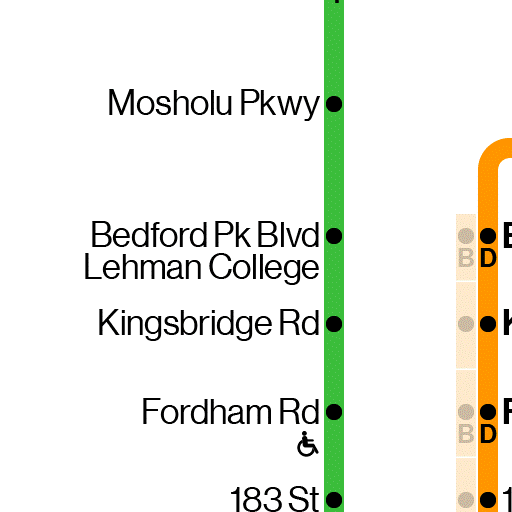 Mosholu Pkwy
Bedford Pk Blvd
Lehman College
B D
Kingsbridge Rd
Fordham Rd
B D
183 St